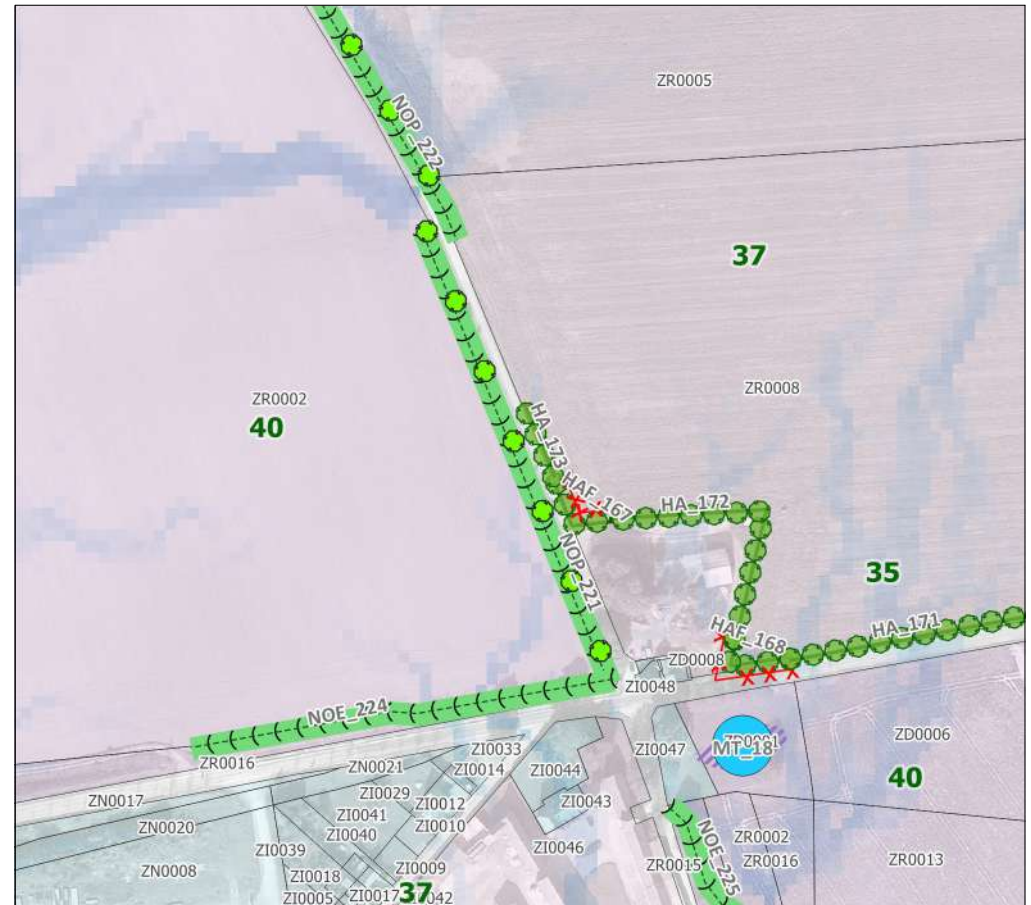 ZR0005
NOP_222
37
ZR0002
40
ZR0008
HA_173
HAF_167
HA_172
NOP_221
35
HA_171
HAF_168
ZD0008
ZI0048
NOE_224
ZR0016
ZI0033
ZI0047
MT_18
ZD0006
40
ZN0021
ZI0014
ZI0044
ZN0017
ZI0029
ZI0012
ZI0043
ZI0041
ZN0020
ZI0040
ZI0010
ZR0002
NOE_225
ZI0039
ZI0046
ZR0015
ZR0016
ZR0013
ZN0008
ZI0009
ZI0018
ZI0005
ZI0017
37